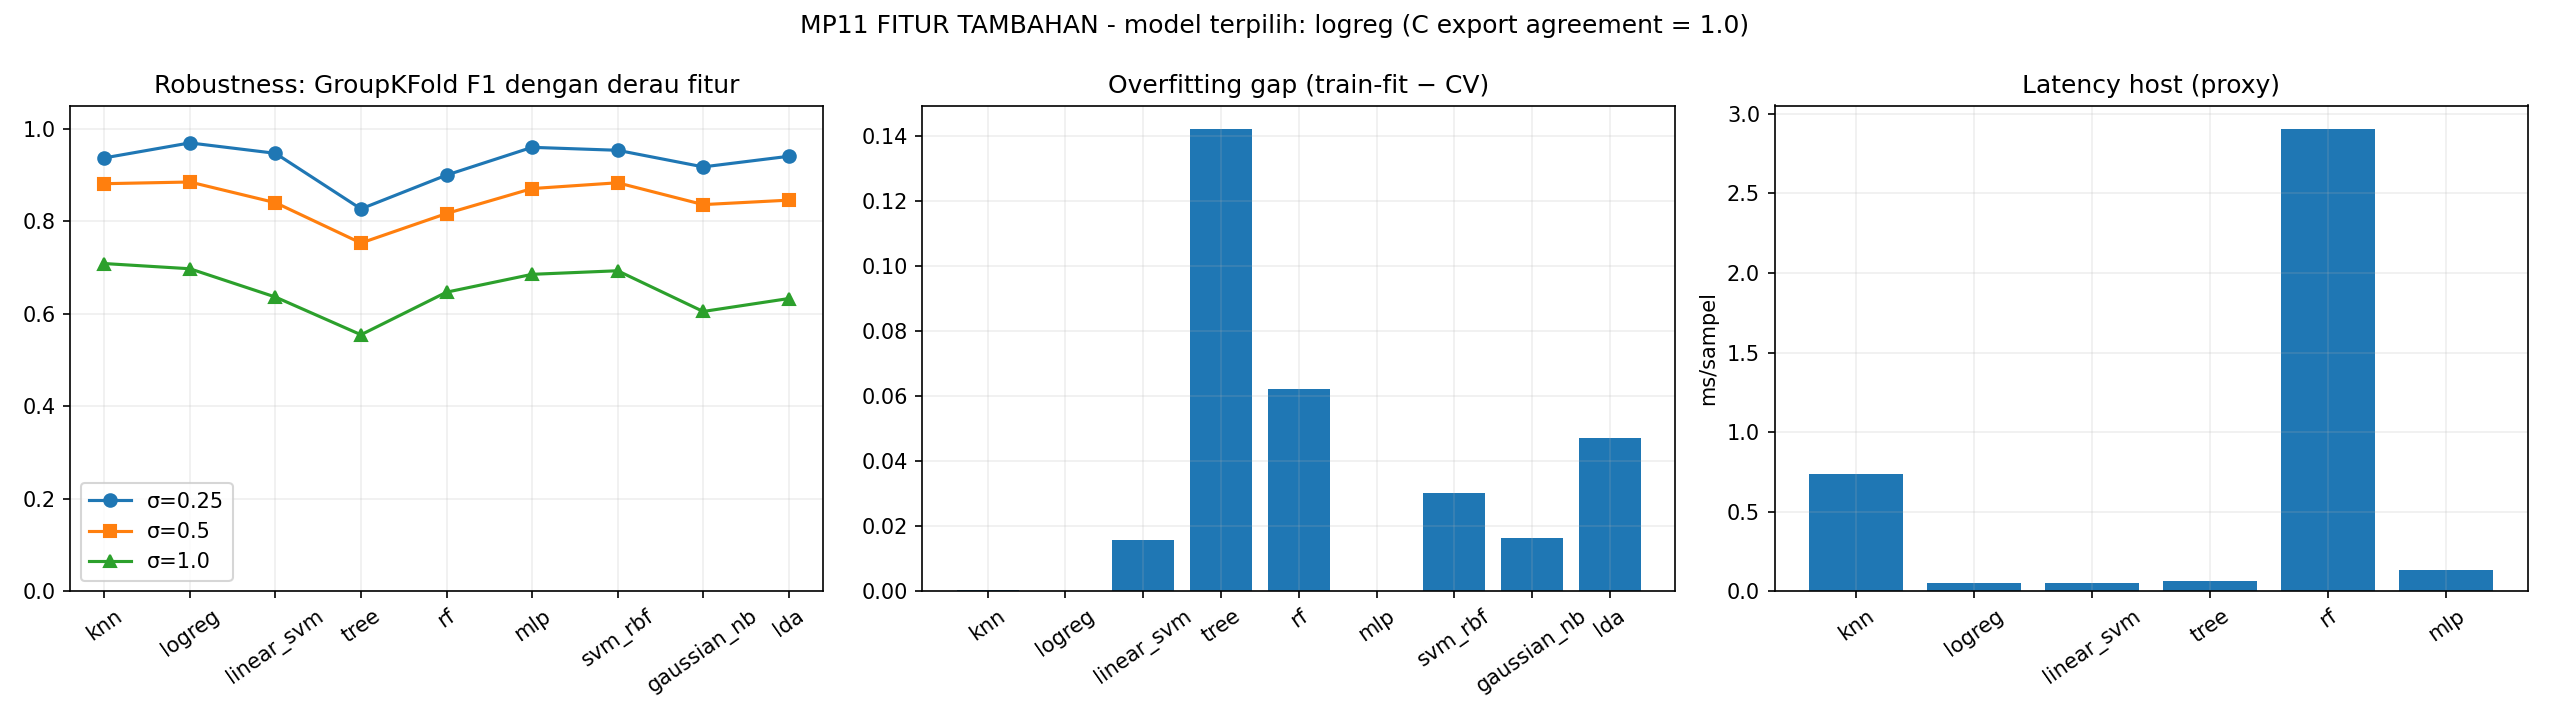 MP11 FITUR TAMBAHAN - model terpilih: logreg (C export agreement = 1.0)
Robustness: GroupKFold F1 dengan derau fitur
1.0
0.8
0.6
0.4
0.2
0.0
σ=0.25
σ=0.5
σ=1.0
knn
logreg
linear_svm
tree
rf
mlp
svm_rbf
gaussian_nb
lda
Overfitting gap (train-fit − CV)
0.14
0.12
0.10
0.08
0.06
0.04
0.02
0.00
knn
logreg
linear_svm
tree
rf
mlp
svm_rbf
gaussian_nb
lda
Latency host (proxy)
ms/sampel
3.0
2.5
2.0
1.5
1.0
0.5
0.0
knn
logreg
linear_svm
tree
rf
mlp